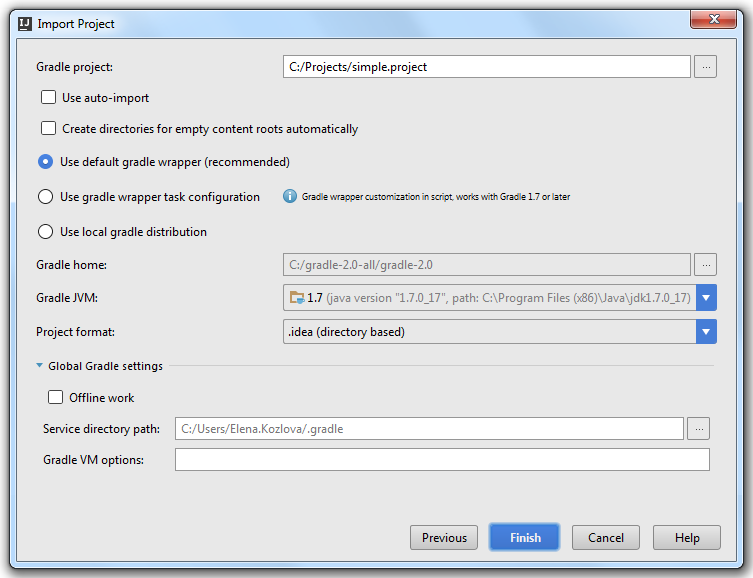 IJ Import Project
Gradle project: C:/Projects/simple.project ...
Use auto-import
Create directories for empty content roots automatically
Use default gradle wrapper (recommended)
Use gradle wrapper task configuration i Gradle wrapper customization in script, works with Gradle 1.7 or later
Use local gradle distribution
Gradle home: C:/gradle-2.0-all/gradle-2.0 ...
Gradle JVM: 1.7 (java version "1.7.0_17", path: C:\Program Files (x86)\Java\jdk1.7.0_17)
Project format: .idea (directory based)
Global Gradle settings
Offline work
Service directory path: C:/Users/Elena.Kozlova/.gradle ...
Gradle VM options:
Previous Finish Cancel Help